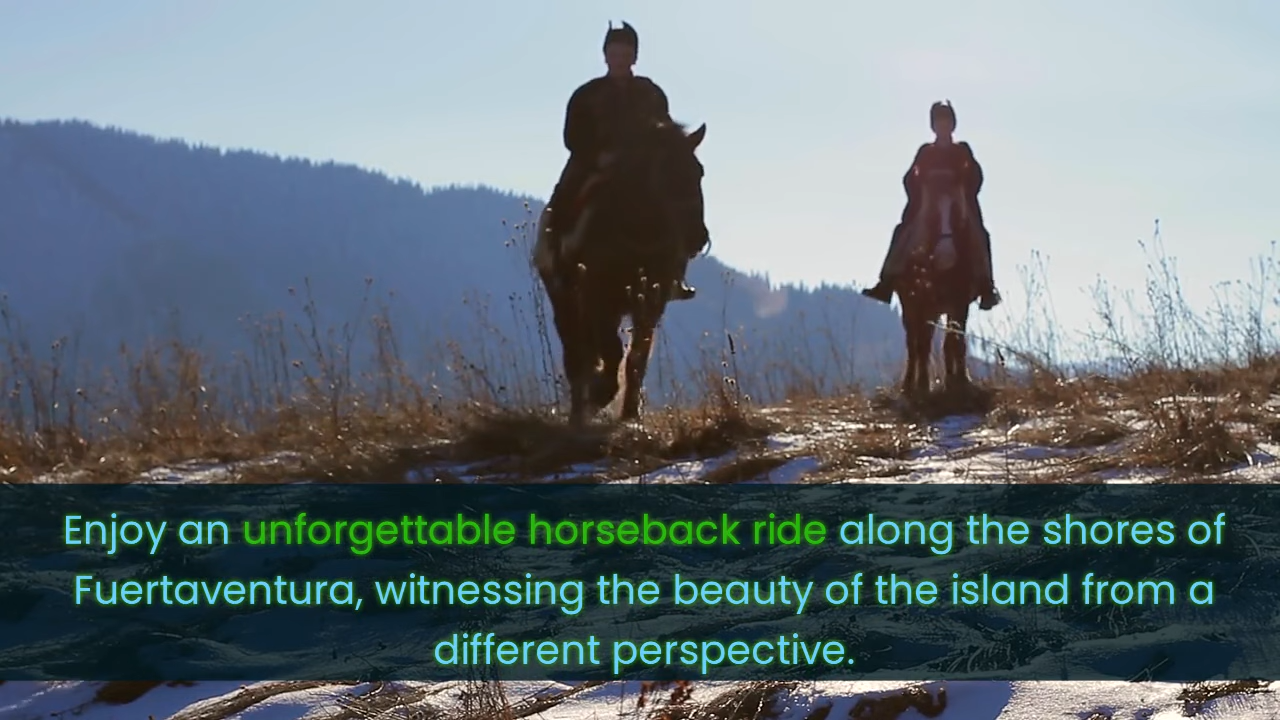 Enjoy an unforgettable horseback ride along the shores of
Fuertaventura, witnessing the beauty of the island from a
different perspective.